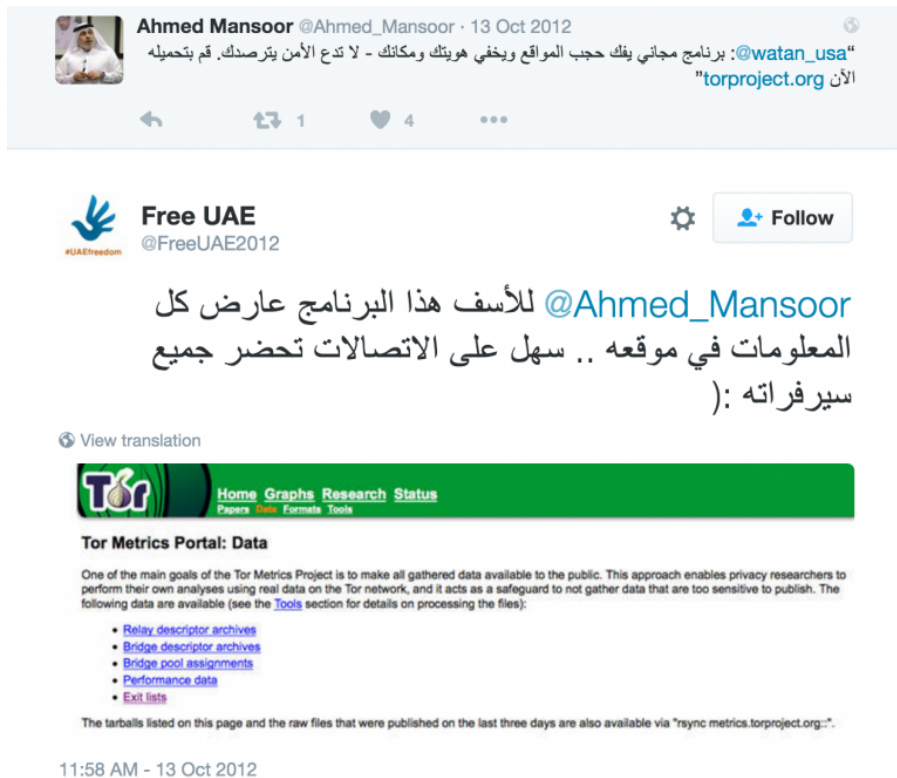 Ahmed Mansoor @Ahmed_Mansoor · 13 Oct 2012
“@watan_usa: برنامج مجاني يفك حجب المواقع ويخفي هويتك ومكانك - لا تدع الأمن يترصدك. قم بتحميله
الآن torproject.org”
1 4
Free UAE
@FreeUAE2012
#UAEfreedom
Follow
@Ahmed_Mansoor للأسف هذا البرنامج عارض كل
المعلومات في موقعه .. سهل على الاتصالات تحضر جميع
سيرفراته :(
View translation
Tor
Home Graphs Research Status
Papers Data Formats Tools
Tor Metrics Portal: Data
One of the main goals of the Tor Metrics Project is to make all gathered data available to the public. This approach enables privacy researchers to
perform their own analyses using real data on the Tor network, and it acts as a safeguard to not gather data that are too sensitive to publish. The
following data are available (see the Tools section for details on processing the files):
• Relay descriptor archives
• Bridge descriptor archives
• Bridge pool assignments
• Performance data
• Exit lists
The tarballs listed on this page and the raw files that were published on the last three days are also available via "rsync metrics.torproject.org::".
11:58 AM - 13 Oct 2012